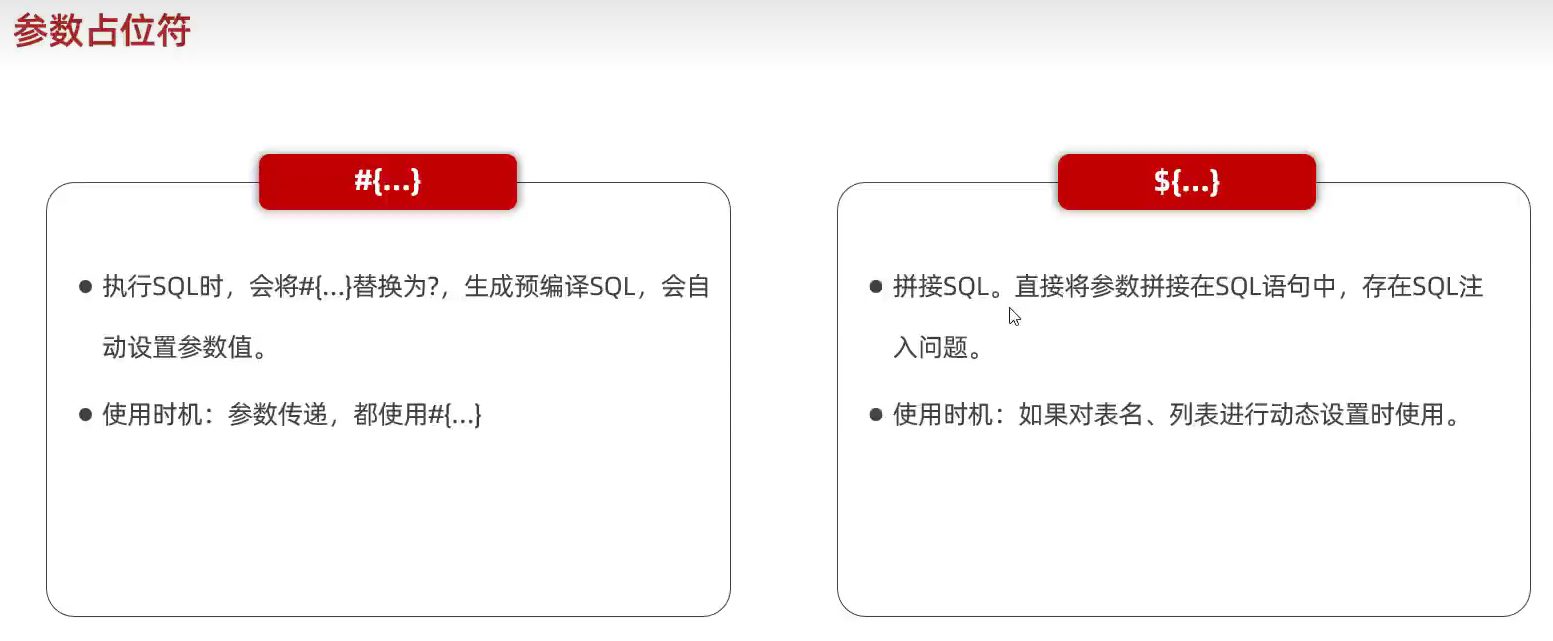 参数占位符
#{…}
执行SQL时，会将#{…}替换为?，生成预编译SQL，会自
动设置参数值。
使用时机：参数传递，都使用#{…}
${…}
拼接SQL。直接将参数拼接在SQL语句中，存在SQL注
入问题。
使用时机：如果对表名、列表进行动态设置时使用。